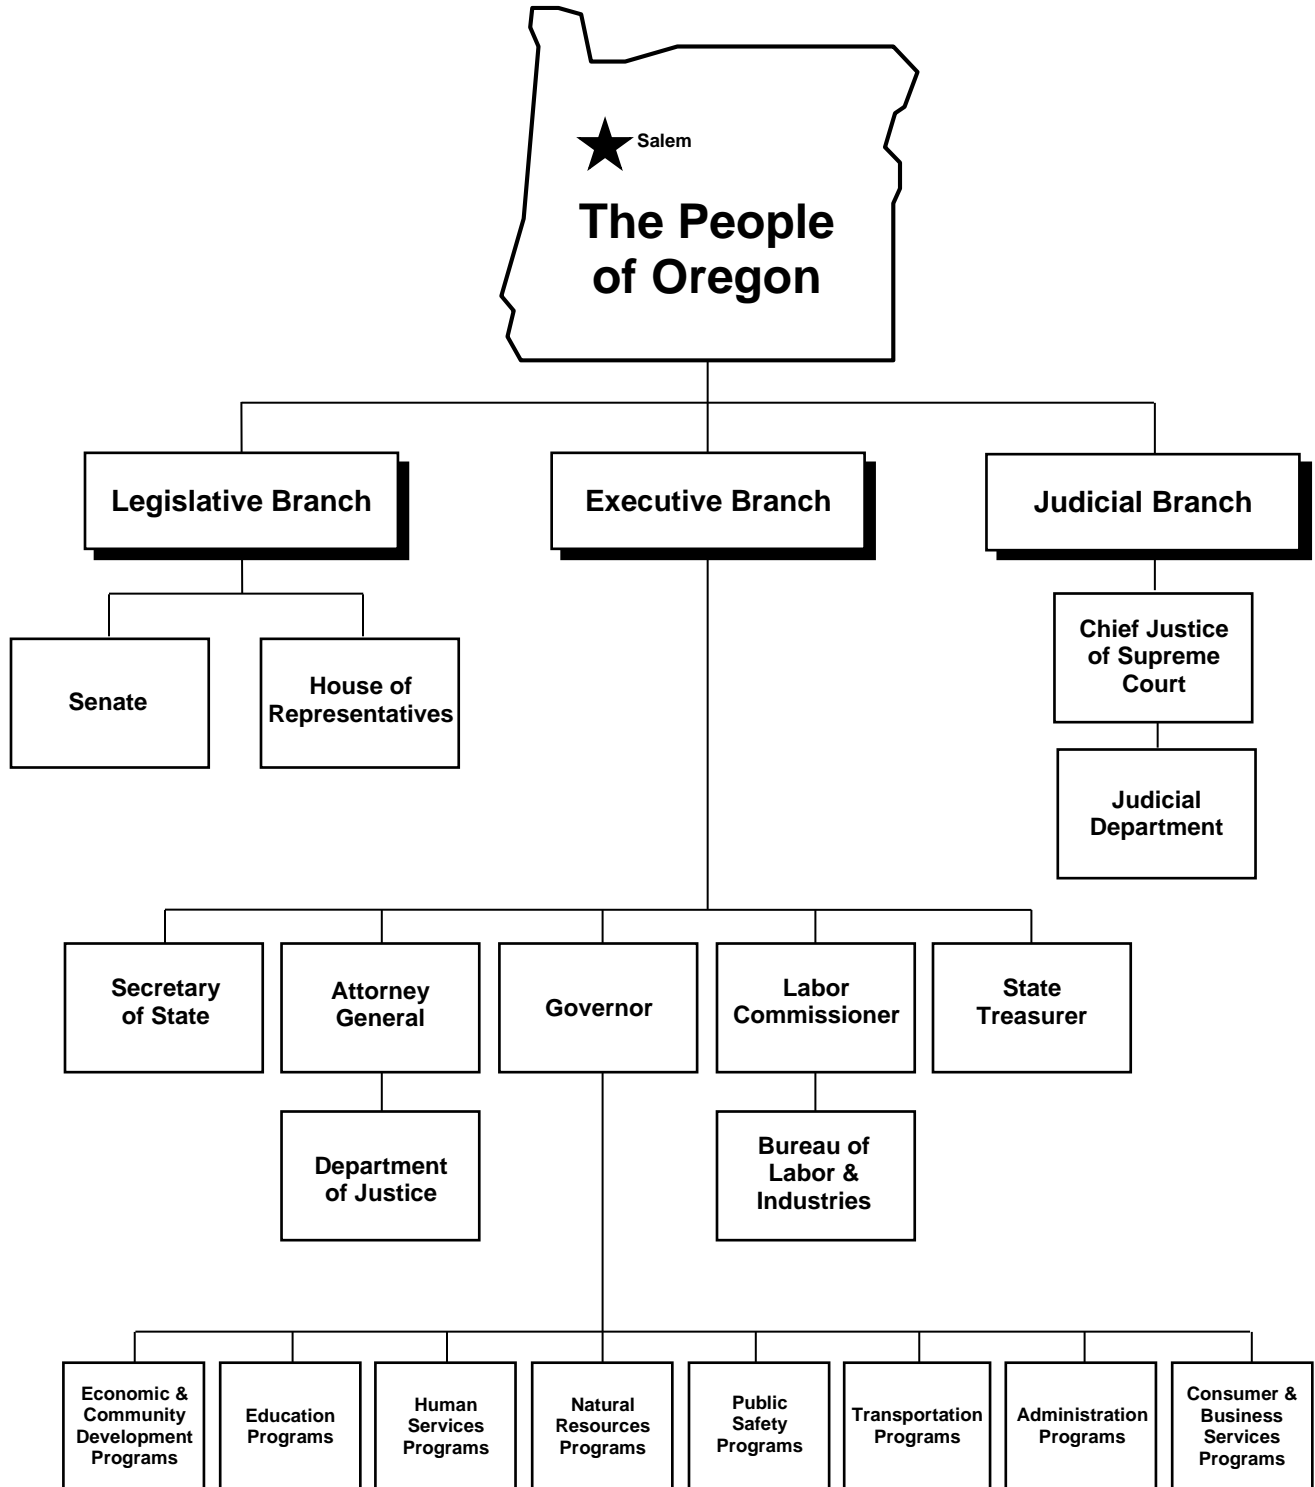 Salem
The People
of Oregon
Legislative Branch
Executive Branch
Judicial Branch
Senate
House of
Representatives
Chief Justice
of Supreme
Court
Judicial
Department
Secretary
of State
Attorney
General
Governor
Labor
Commissioner
State
Treasurer
Department
of Justice
Bureau of
Labor &
Industries
Economic &
Community
Development
Programs
Education
Programs
Human
Services
Programs
Natural
Resources
Programs
Public
Safety
Programs
Transportation
Programs
Administration
Programs
Consumer &
Business
Services
Programs